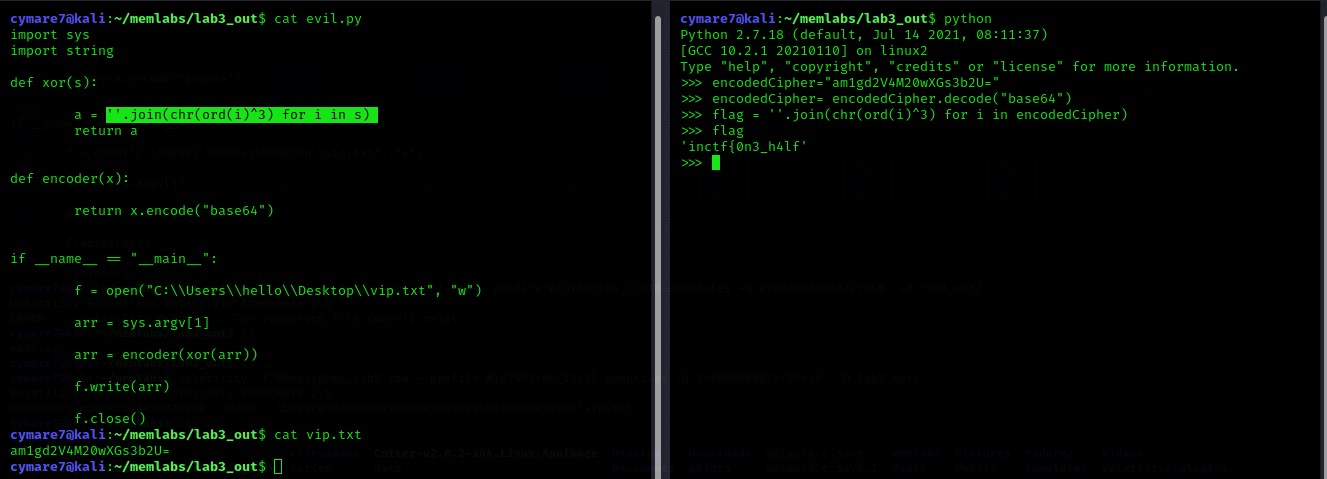 cymare7@kali:~/memlabs/lab3_out$ cat evil.py
import sys
import string
def xor(s):
a = ''.join(chr(ord(i)^3) for i in s)
return a
def encoder(x):
return x.encode("base64")
if __name__ == "__main__":
f = open("C:\\Users\\hello\\Desktop\\vip.txt", "w")
arr = sys.argv[1]
arr = encoder(xor(arr))
f.write(arr)
f.close()
cymare7@kali:~/memlabs/lab3_out$ cat vip.txt
am1gd2V4M20wXGs3b2U=
cymare7@kali:~/memlabs/lab3_out$
cymare7@kali:~/memlabs/lab3_out$ python
Python 2.7.18 (default, Jul 14 2021, 08:11:37)
[GCC 10.2.1 20210110] on linux2
Type "help", "copyright", "credits" or "license" for more information.
>>> encodedCipher="am1gd2V4M20wXGs3b2U="
>>> encodedCipher= encodedCipher.decode("base64")
>>> flag = ''.join(chr(ord(i)^3) for i in encodedCipher)
>>> flag
'inctf{0n3_h4lf'
>>>